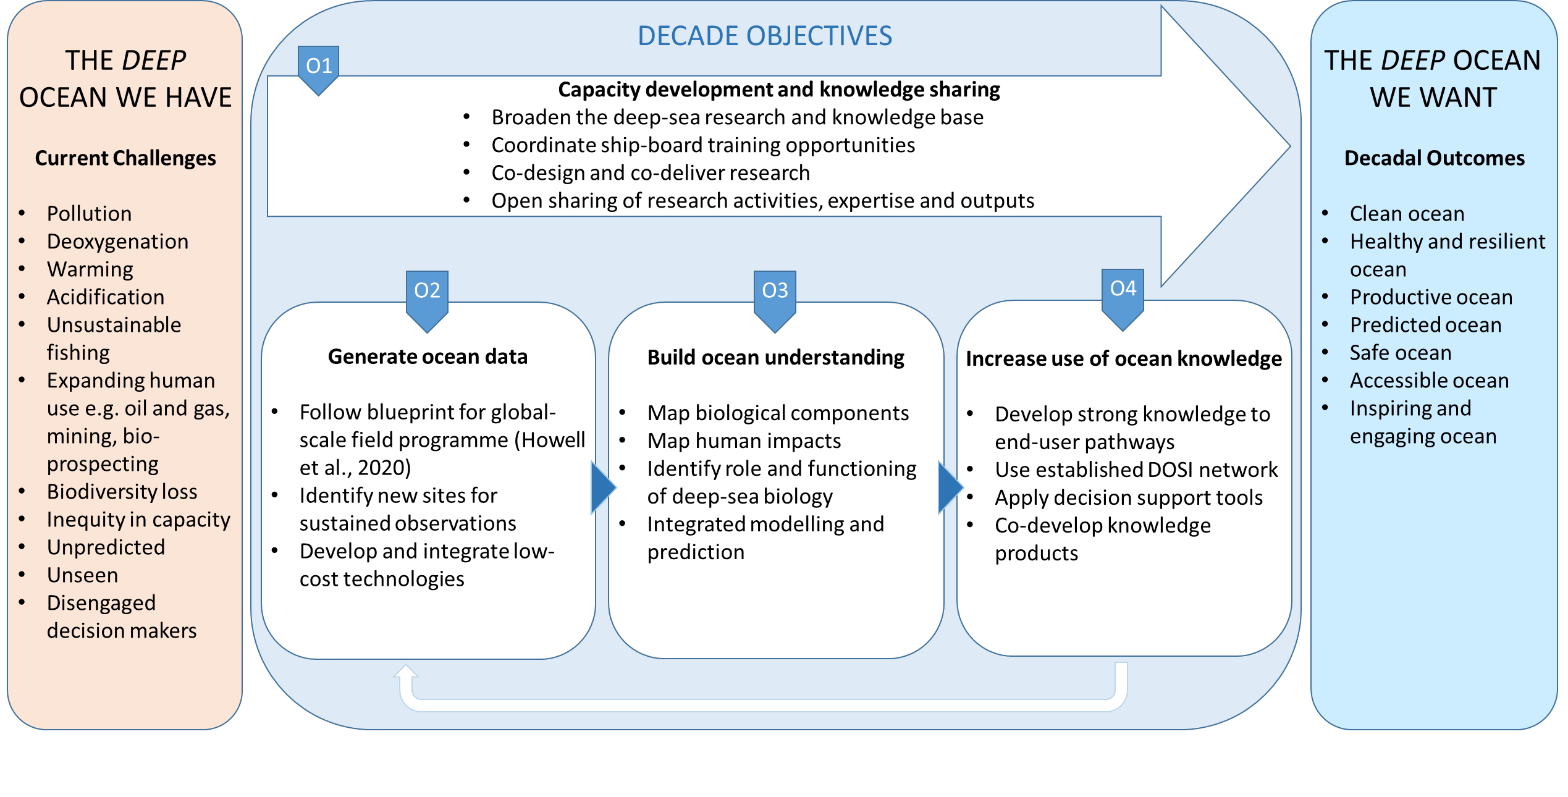 THE DEEP
OCEAN WE HAVE
Current Challenges
• Pollution
• Deoxygenation
• Warming
• Acidification
• Unsustainable
fishing
• Expanding human
use e.g. oil and gas,
mining, bio-
prospecting
• Biodiversity loss
• Inequity in capacity
• Unpredicted
• Unseen
• Disengaged
decision makers
DECADE OBJECTIVES
O1
Capacity development and knowledge sharing
• Broaden the deep-sea research and knowledge base
• Coordinate ship-board training opportunities
• Co-design and co-deliver research
• Open sharing of research activities, expertise and outputs
O2
Generate ocean data
• Follow blueprint for global-
scale field programme (Howell
et al., 2020)
• Identify new sites for
sustained observations
• Develop and integrate low-
cost technologies
O3
Build ocean understanding
• Map biological components
• Map human impacts
• Identify role and functioning
of deep-sea biology
• Integrated modelling and
prediction
O4
Increase use of ocean knowledge
• Develop strong knowledge to
end-user pathways
• Use established DOSI network
• Apply decision support tools
• Co-develop knowledge
products
THE DEEP OCEAN
WE WANT
Decadal Outcomes
• Clean ocean
• Healthy and resilient
ocean
• Productive ocean
• Predicted ocean
• Safe ocean
• Accessible ocean
• Inspiring and
engaging ocean